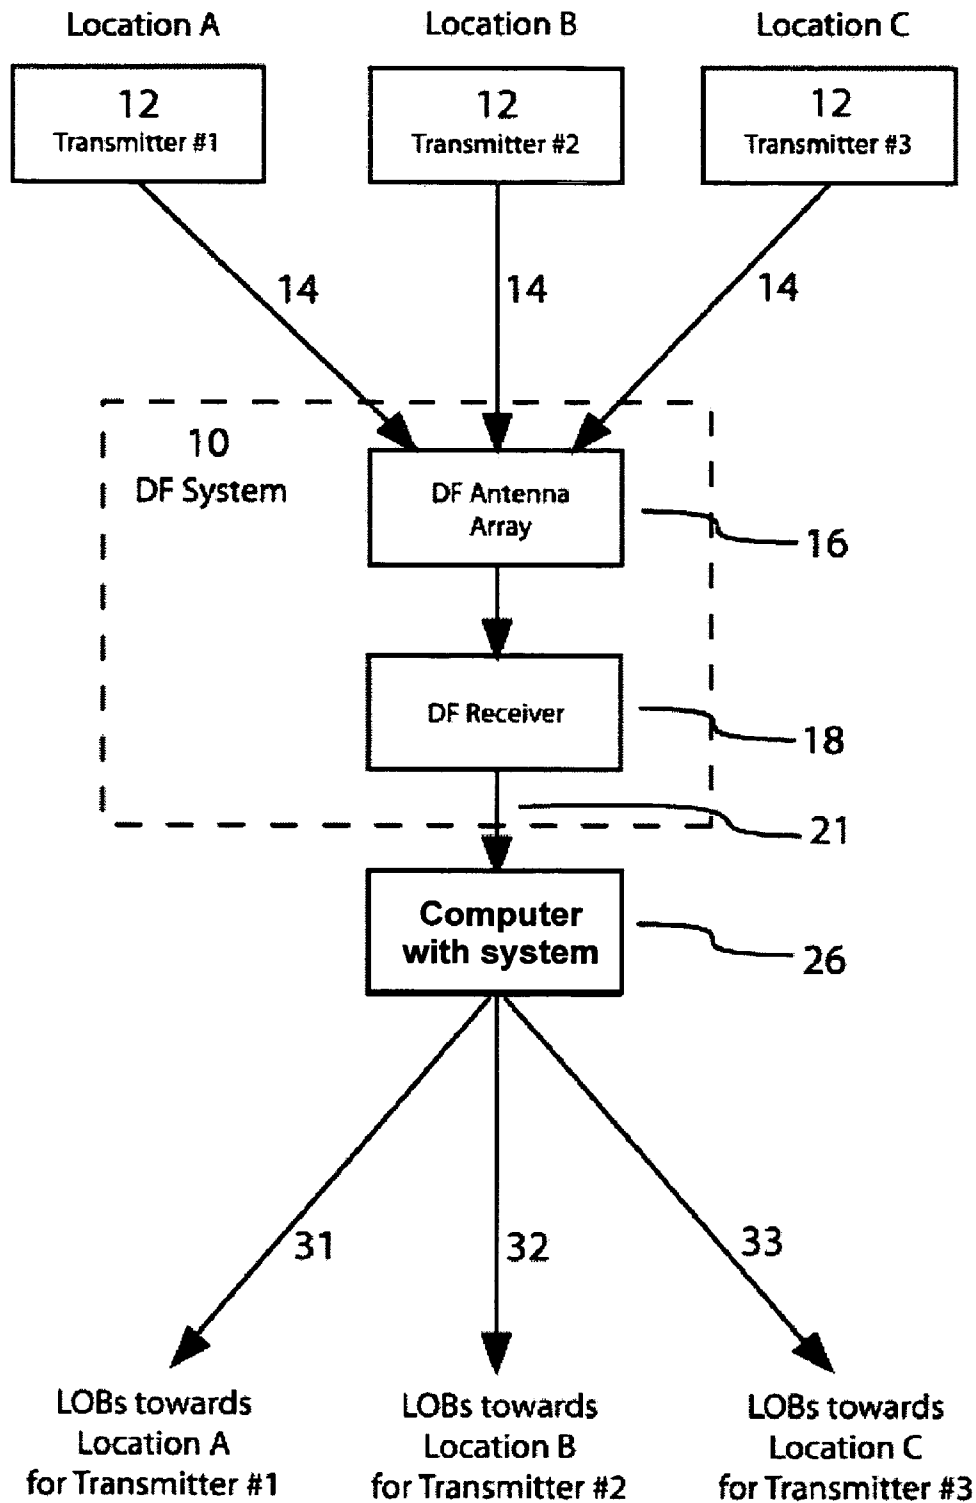 Location A
Location B
Location C
12
Transmitter #1
12
Transmitter #2
12
Transmitter #3
14
14
14
10
DF System
DF Antenna
Array
16
DF Receiver
18
21
Computer
with system
26
31
32
33
LOBs towards
Location A
for Transmitter #1
LOBs towards
Location B
for Transmitter #2
LOBs towards
Location C
for Transmitter #3